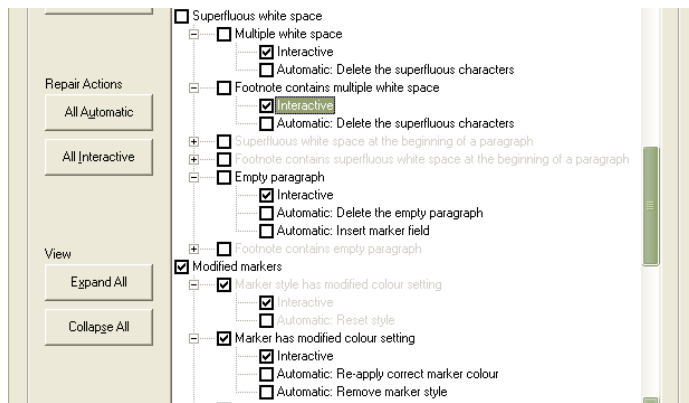 Superfluous white space
Multiple white space
Interactive
Automatic: Delete the superfluous characters
Footnote contains multiple white space
Interactive
Automatic: Delete the superfluous characters
Superfluous white space at the beginning of a paragraph
Footnote contains superfluous white space at the beginning of a paragraph
Empty paragraph
Interactive
Automatic: Delete the empty paragraph
Automatic: Insert marker field
Footnote contains empty paragraph
Modified markers
Marker style has modified colour setting
Interactive
Automatic: Reset style
Marker has modified colour setting
Interactive
Automatic: Re-apply correct marker colour
Automatic: Remove marker style
Repair Actions
All Automatic
All Interactive
View
Expand All
Collapse All